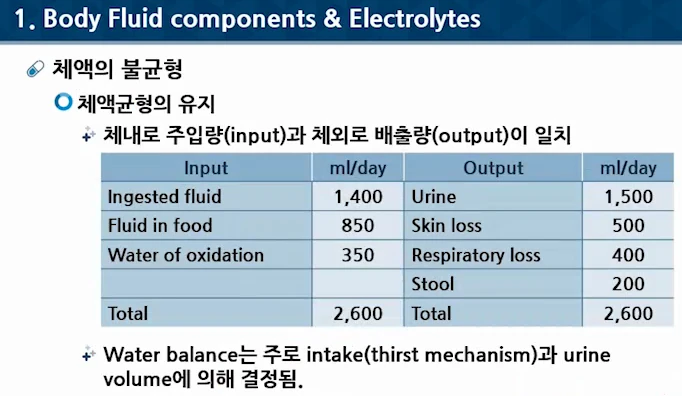 1. Body Fluid components & Electrolytes
체액의 불균형
체액균형의 유지
체내로 주입량(input)과 체외로 배출량(output)이 일치
Input ml/day Output ml/day
Ingested fluid 1,400 Urine 1,500
Fluid in food 850 Skin loss 500
Water of oxidation 350 Respiratory loss 400
Stool 200
Total 2,600 Total 2,600
Water balance는 주로 intake(thirst mechanism)과 urine
volume에 의해 결정됨.